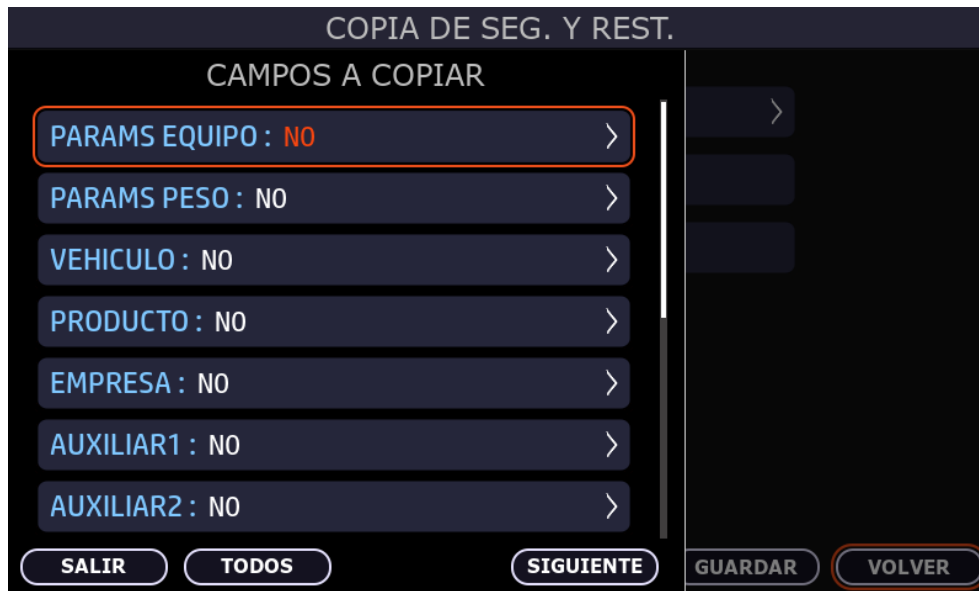 COPIA DE SEG. Y REST.
CAMPOS A COPIAR
PARAMS EQUIPO : NO
PARAMS PESO : NO
VEHICULO : NO
PRODUCTO : NO
EMPRESA : NO
AUXILIAR1 : NO
AUXILIAR2 : NO
SALIR TODOS SIGUIENTE GUARDAR VOLVER